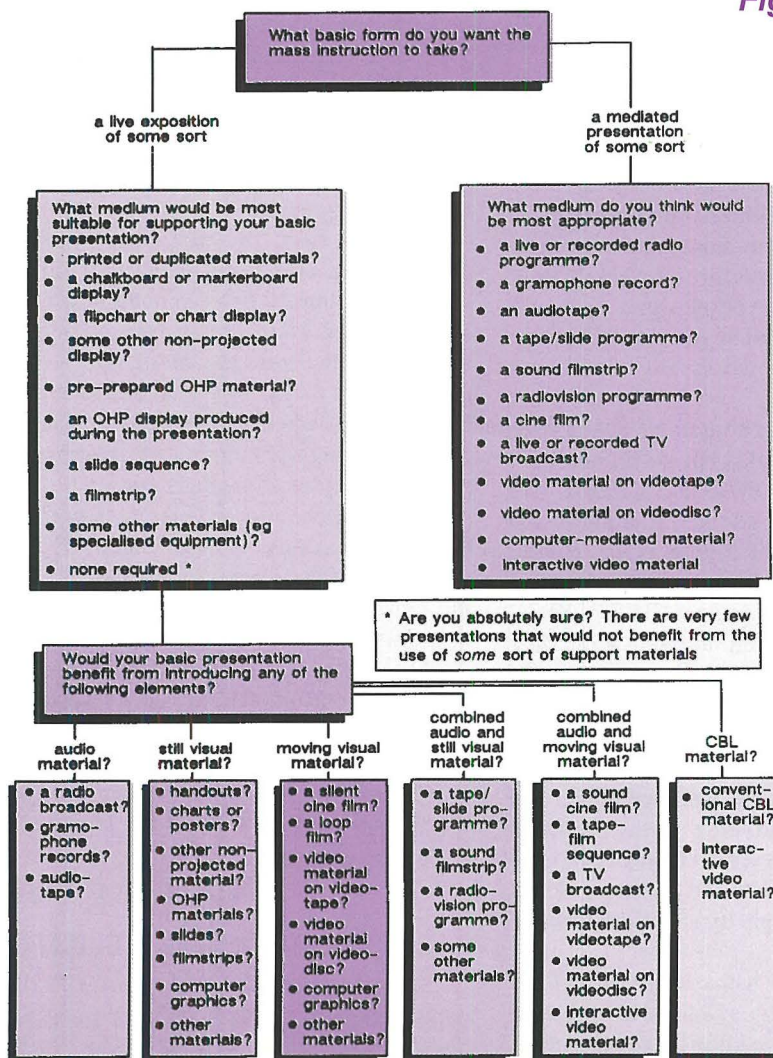 Fig
What basic form do you want the
mass instruction to take?
a live exposition
of some sort
a mediated
presentation
of some sort
What medium would be most
suitable for supporting your basic
presentation?
• printed or duplicated materials?
• a chalkboard or markerboard
display?
• a flipchart or chart display?
• some other non-projected
display?
• pre-prepared OHP material?
• an OHP display produced
during the presentation?
• a slide sequence?
• a filmstrip?
• some other materials (eg
specialised equipment)?
• none required *
What medium do you think would
be most appropriate?
• a live or recorded radio
programme?
• a gramophone record?
• an audiotape?
• a tape/slide programme?
• a sound filmstrip?
• a radiovision programme?
• a cine film?
• a live or recorded TV
broadcast?
• video material on videotape?
• video material on videodisc?
• computer-mediated material?
• interactive video material
* Are you absolutely sure? There are very few
presentations that would not benefit from the
use of some sort of support materials
Would your basic presentation
benefit from introducing any of the
following elements?
audio
material?
• a radio
broadcast?
• gramo-
phone
records?
• audio-
tape?
still visual
material?
• handouts?
• charts or
posters?
• other non-
projected
material?
• OHP
materials?
• slides?
• filmstrips?
• computer
graphics?
• other
materials?
moving visual
material?
• a silent
cine film?
• a loop
film?
• video
material
on video-
tape?
• video
material
on video-
disc?
• computer
graphics?
• other
materials?
combined
audio and
still visual
material?
• a tape/
slide pro-
gramme?
• a sound
filmstrip?
• a radio-
vision pro-
gramme?
• some
other
materials?
combined
audio and
moving visual
material?
• a sound
cine film?
• a tape-
film
sequence?
• a TV
broadcast?
• video
material on
videotape?
• video
material on
videodisc?
• interactive
video
material?
CBL
material?
• convent-
ional CBL
material?
• interac-
tive
video
material?